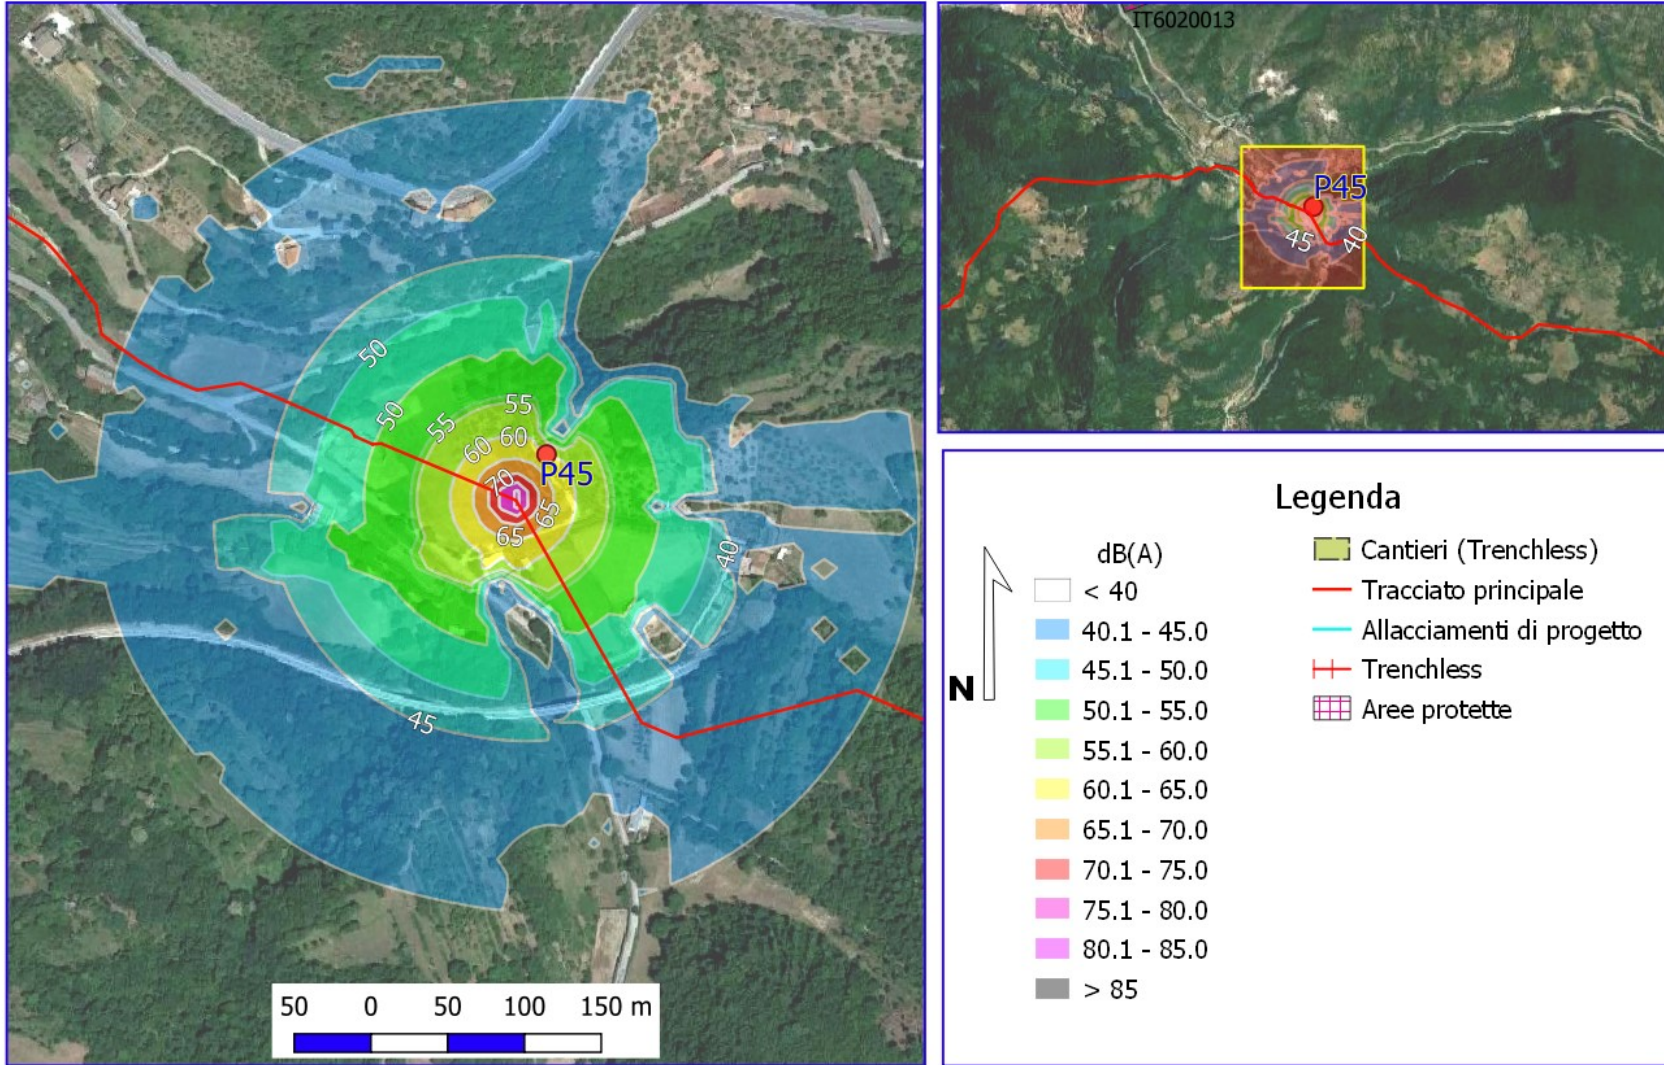 50
50
55
55
60
60
70
P45
65
65
40
45
50 0 50 100 150 m
IT6020013
P45
45
40
Legenda
dB(A)
< 40
40.1 - 45.0
45.1 - 50.0
50.1 - 55.0
55.1 - 60.0
60.1 - 65.0
65.1 - 70.0
70.1 - 75.0
75.1 - 80.0
80.1 - 85.0
> 85
N
Cantieri (Trenchless)
Tracciato principale
Allacciamenti di progetto
Trenchless
Aree protette